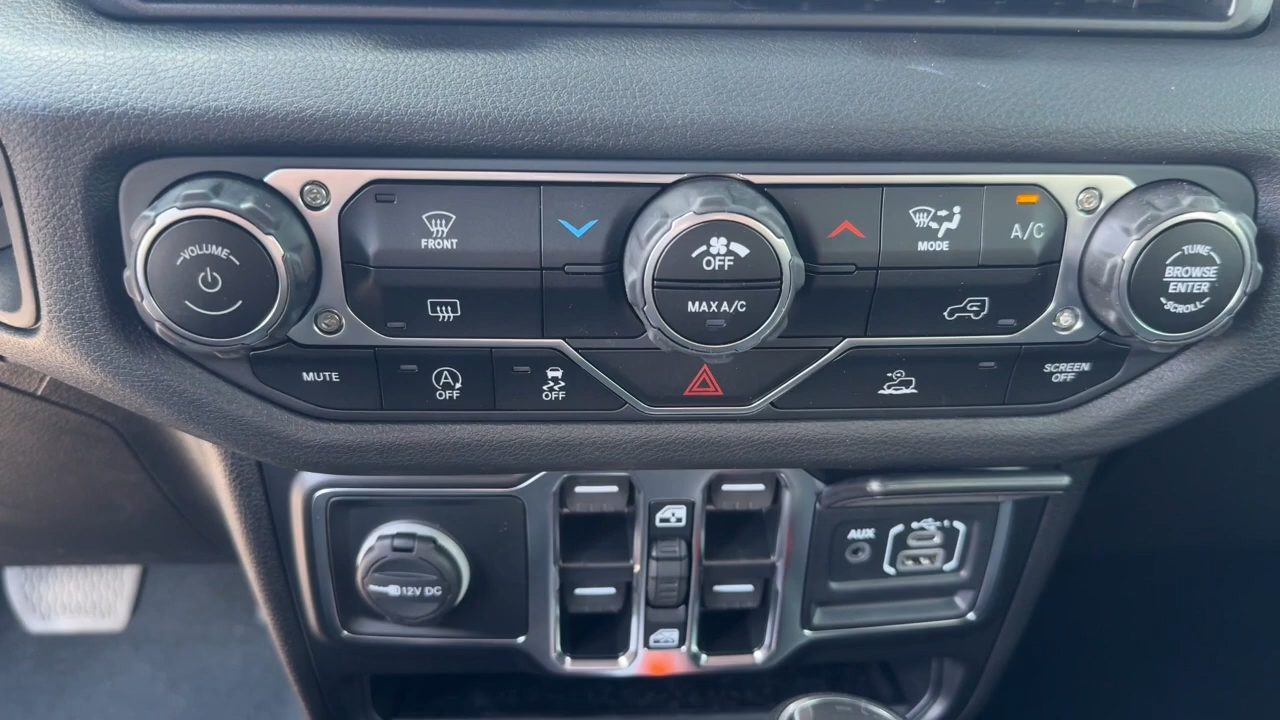 VOLUME
FRONT
OFF
MAX A/C
MODE
A/C
TUNE
BROWSE
ENTER
SCROLL
MUTE
A
OFF
OFF
SCREEN
OFF
12V DC
AUX